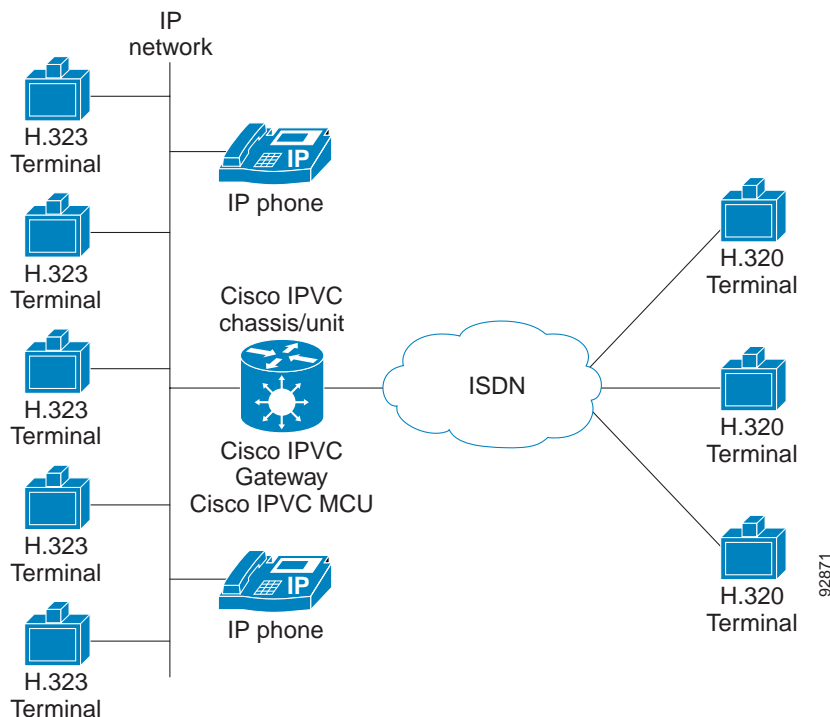 IP
network
H.323
Terminal
IP
IP phone
H.323
Terminal
H.323
Terminal
Cisco IPVC
chassis/unit
Cisco IPVC
Gateway
Cisco IPVC MCU
H.323
Terminal
IP
IP phone
H.323
Terminal
ISDN
H.320
Terminal
H.320
Terminal
H.320
Terminal
92871